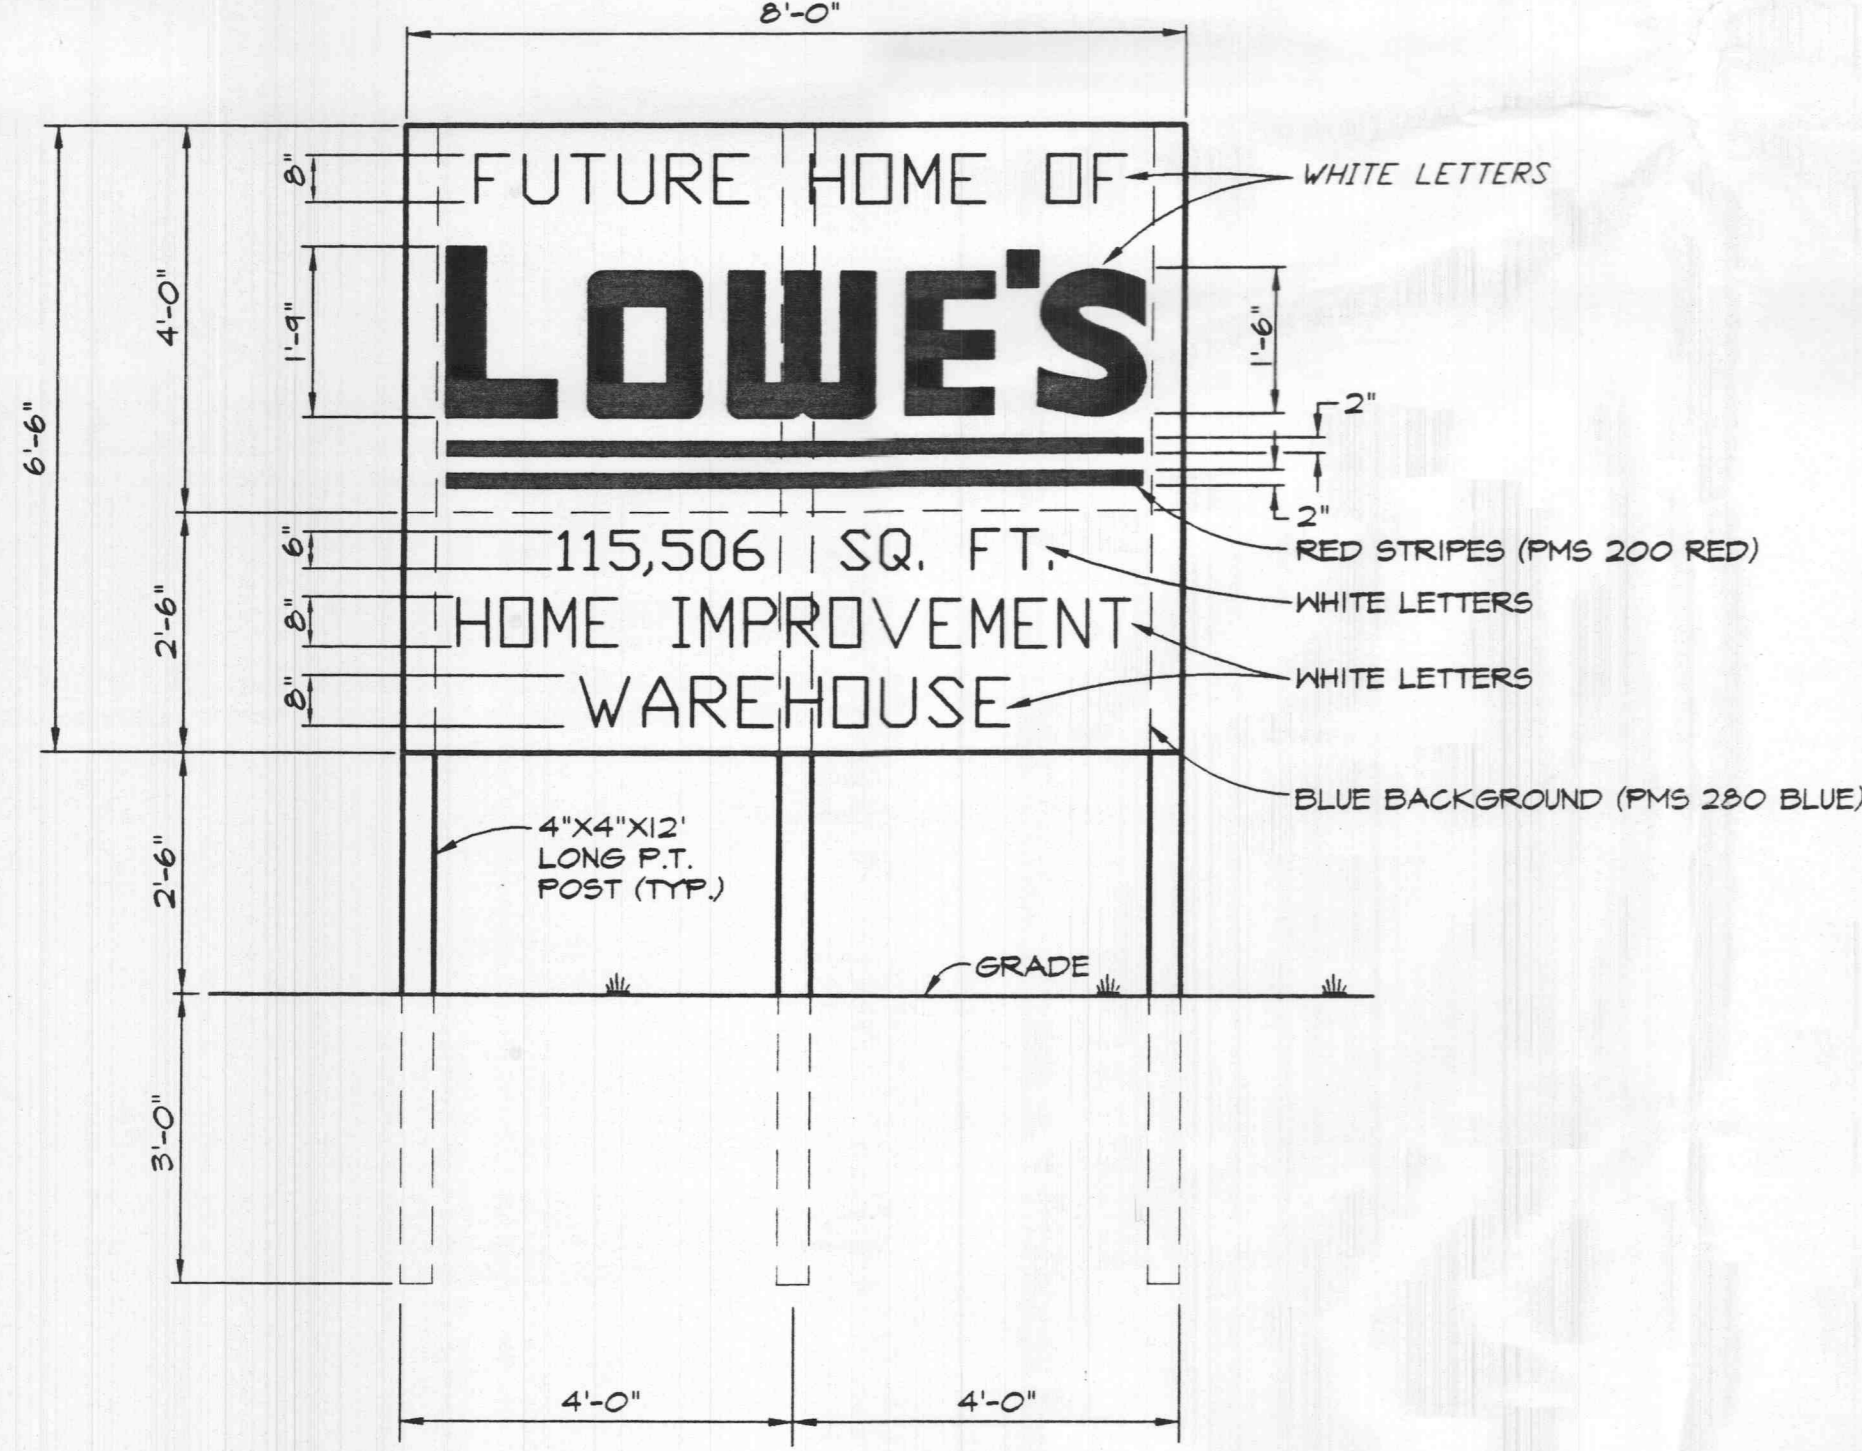 8'-0"
FUTURE HOME OF
WHITE LETTERS
8"
LOWE'S
4'-0"
1'-9"
1'-6"
6'-6"
2"
2"
115,506 SQ. FT.
6"
RED STRIPES (PMS 200 RED)
WHITE LETTERS
HOME IMPROVEMENT
8"
2'-6"
WAREHOUSE
8"
WHITE LETTERS
BLUE BACKGROUND (PMS 280 BLUE)
4"X4"X12'
LONG P.T.
POST (TYP.)
2'-6"
GRADE
3'-0"
4'-0"
4'-0"